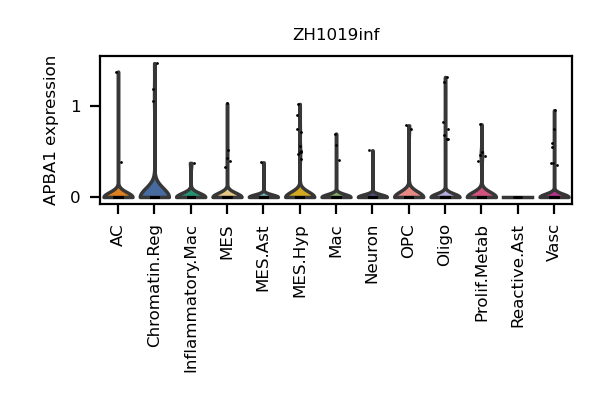 ZH1019inf
APBA1 expression
1
0
AC
Chromatin.Reg
Inflammatory.Mac
MES
MES.Ast
MES.Hyp
Mac
Neuron
OPC
Oligo
Prolif.Metab
Reactive.Ast
Vasc